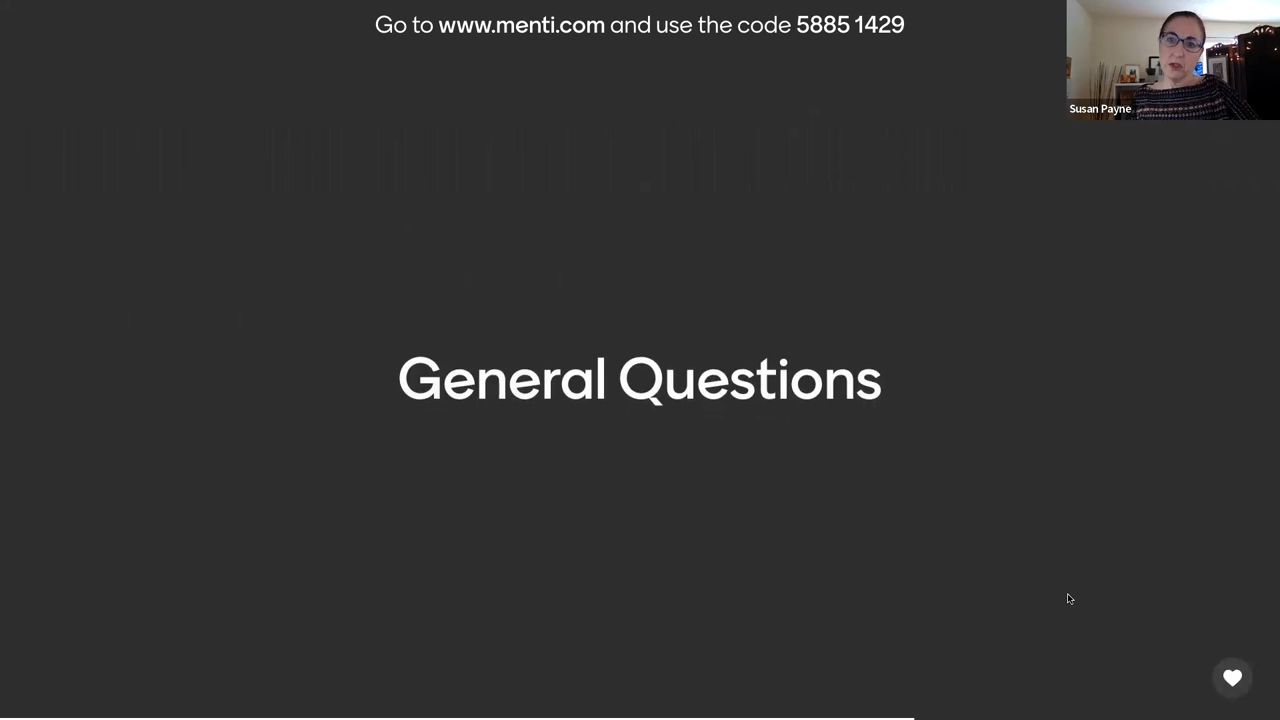 Go to www.menti.com and use the code 5885 1429
Susan Payne
General Questions